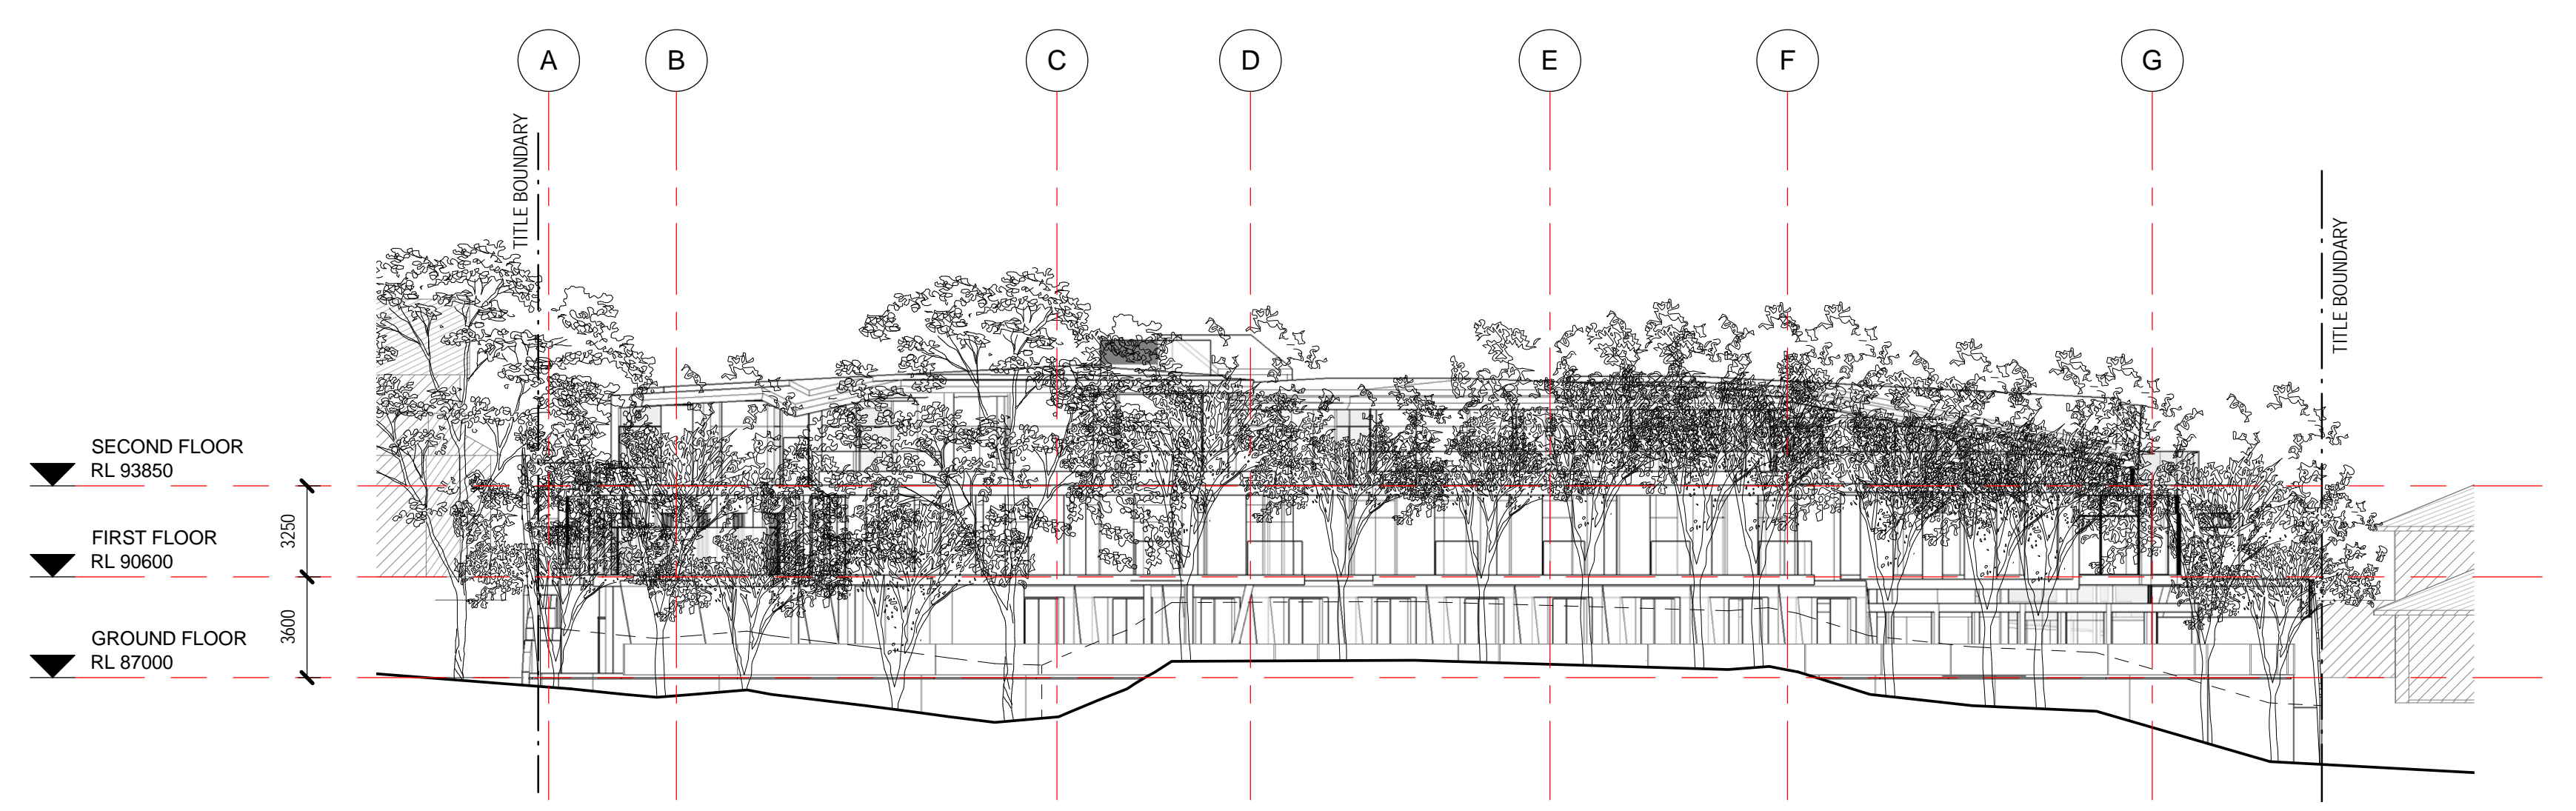 A
B
C
D
E
F
G
TITLE BOUNDARY
TITLE BOUNDARY
SECOND FLOOR
RL 93850
3250
FIRST FLOOR
RL 90600
3600
GROUND FLOOR
RL 87000